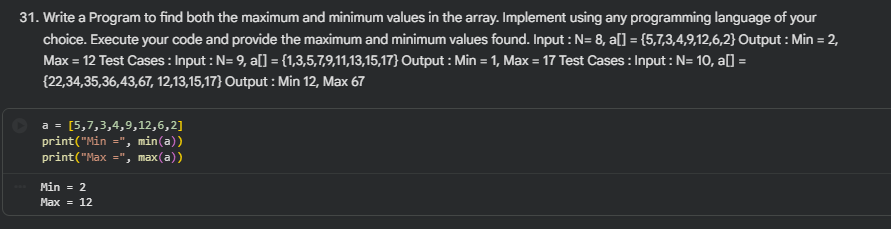 31. Write a Program to find both the maximum and minimum values in the array. Implement using any programming language of your
choice. Execute your code and provide the maximum and minimum values found. Input : N= 8, a[] = {5,7,3,4,9,12,6,2} Output : Min = 2,
Max = 12 Test Cases : Input : N= 9, a[] = {1,3,5,7,9,11,13,15,17} Output : Min = 1, Max = 17 Test Cases : Input : N= 10, a[] =
{22,34,35,36,43,67, 12,13,15,17} Output : Min 12, Max 67
a = [5,7,3,4,9,12,6,2]
print("Min =", min(a))
print("Max =", max(a))
Min = 2
Max = 12